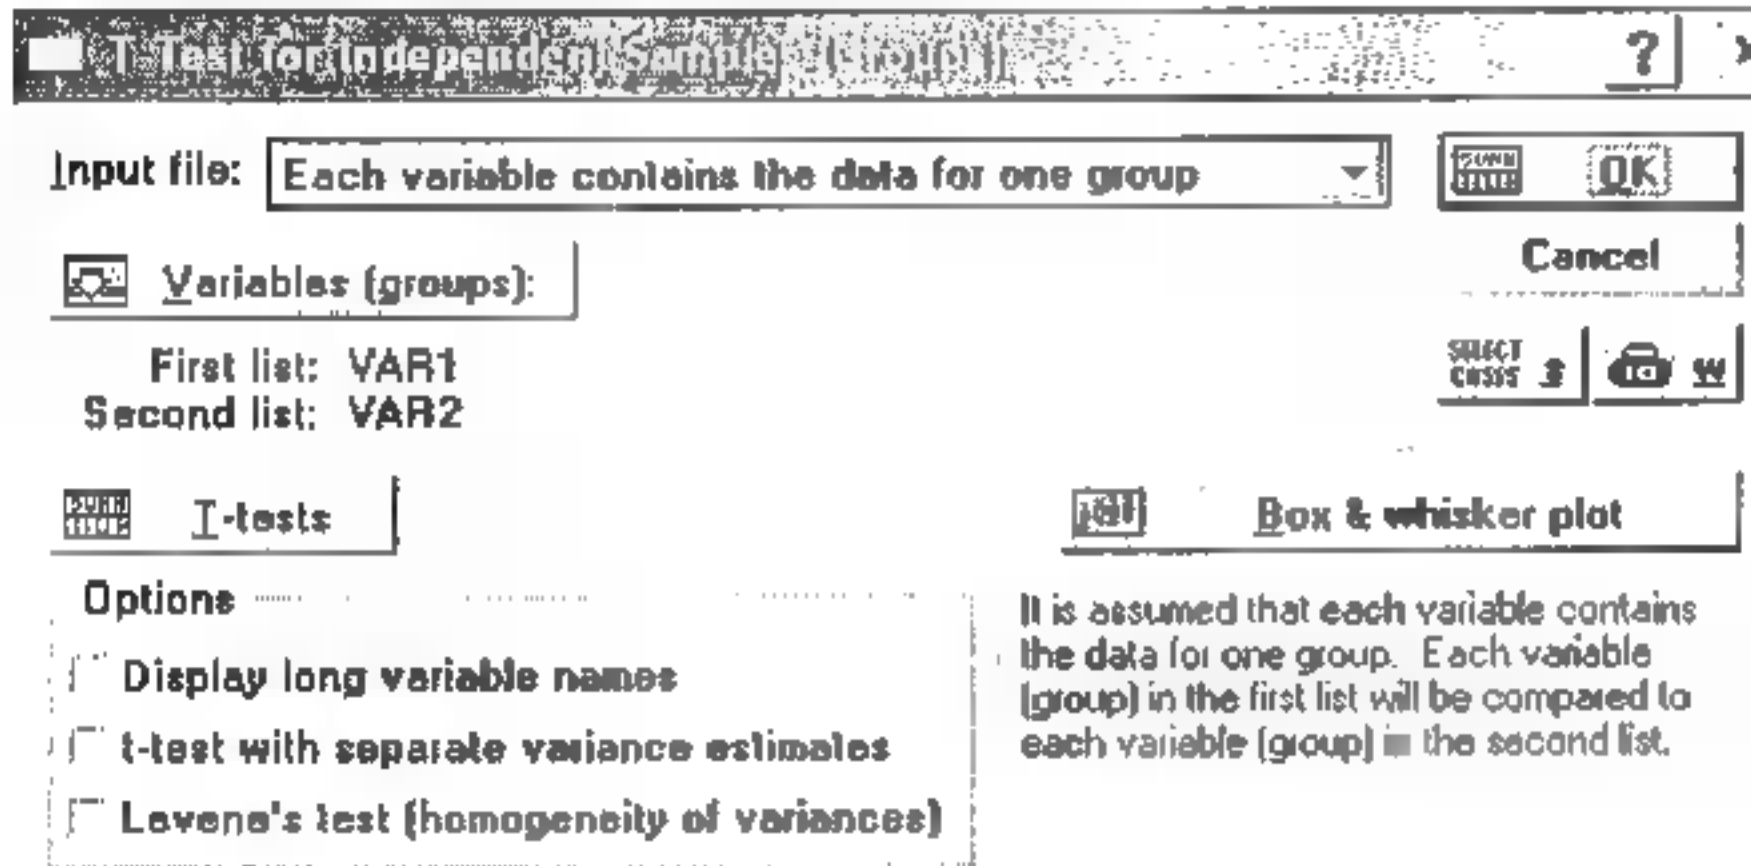 T-Test for Independent Samples (Groups)
?
Input file: Each variable contains the data for one group
OK
Cancel
Variables (groups):
First list: VAR1
Second list: VAR2
SELECT CASES S
W
T-tests
Box & whisker plot
Options
Display long variable names
t-test with separate variance estimates
Levene's test (homogeneity of variances)
It is assumed that each variable contains
the data for one group. Each variable
(group) in the first list will be compared to
each variable (group) in the second list.